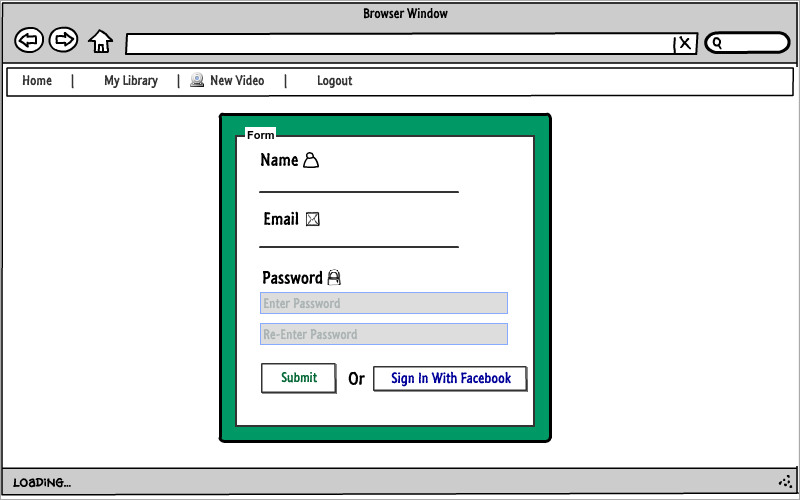 Browser Window
Home | My Library | New Video | Logout
Form
Name
Email
Password
Enter Password
Re-Enter Password
Submit Or Sign In With Facebook
LOADING...